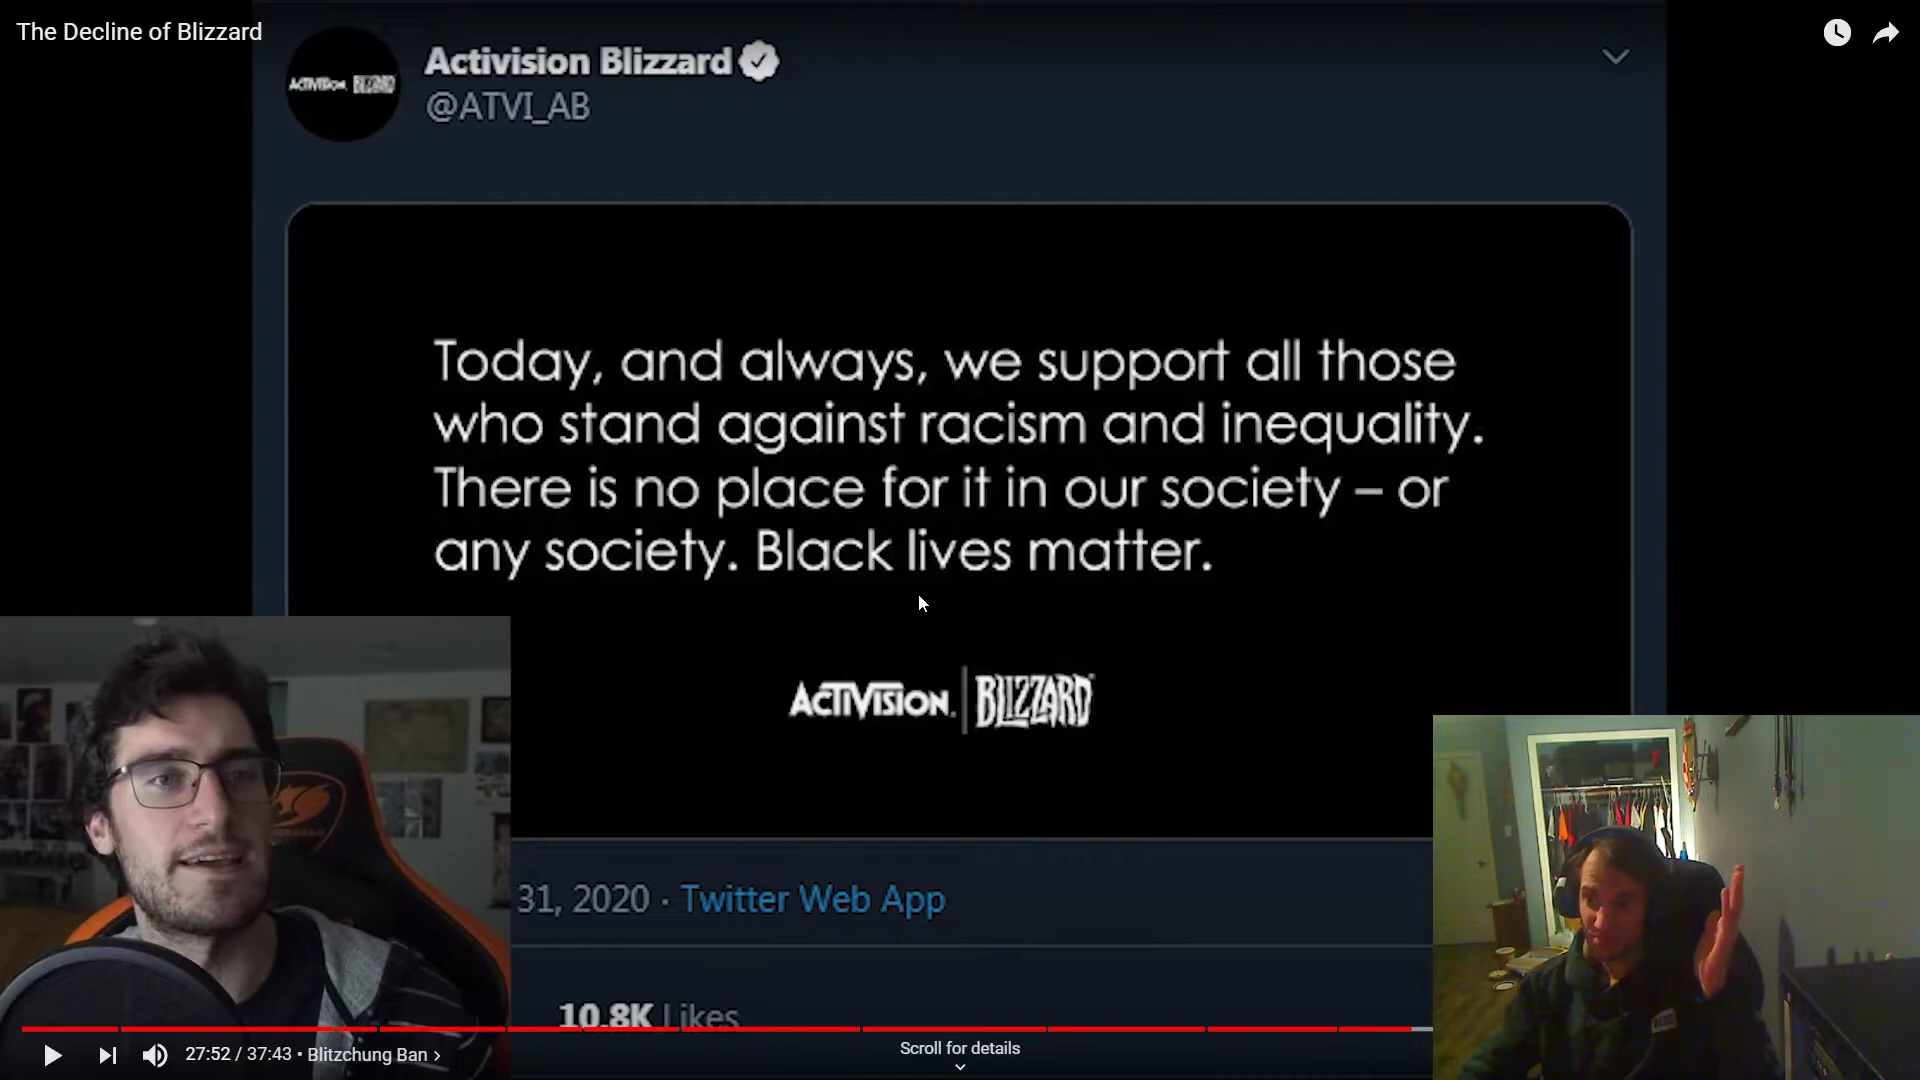 The Decline of Blizzard
ACTIVISION BLIZZARD
Activision Blizzard
@ATVI_AB
Today, and always, we support all those
who stand against racism and inequality.
There is no place for it in our society – or
any society. Black lives matter.
ACTIVISION. BLIZZARD
31, 2020 · Twitter Web App
10.8K Likes
27:52 / 37:43 • Blitzchung Ban ›
Scroll for details